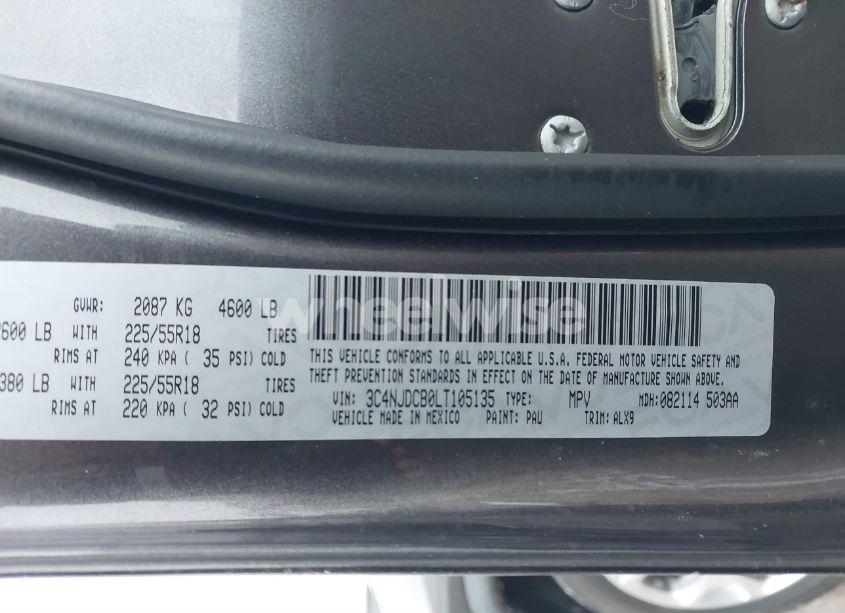 GVWR: 2087 KG 4600 LB
600 LB WITH 225/55R18 TIRES
RIMS AT 240 KPA ( 35 PSI) COLD
380 LB WITH 225/55R18 TIRES
RIMS AT 220 KPA ( 32 PSI) COLD
wheelwise
THIS VEHICLE CONFORMS TO ALL APPLICABLE U.S.A. FEDERAL MOTOR VEHICLE SAFETY AND
THEFT PREVENTION STANDARDS IN EFFECT ON THE DATE OF MANUFACTURE SHOWN ABOVE.
VIN: 3C4NJDCB0LT105135 TYPE: MPV MDH: 082114 503AA
VEHICLE MADE IN MEXICO PAINT: PAU TRIM: ALX9